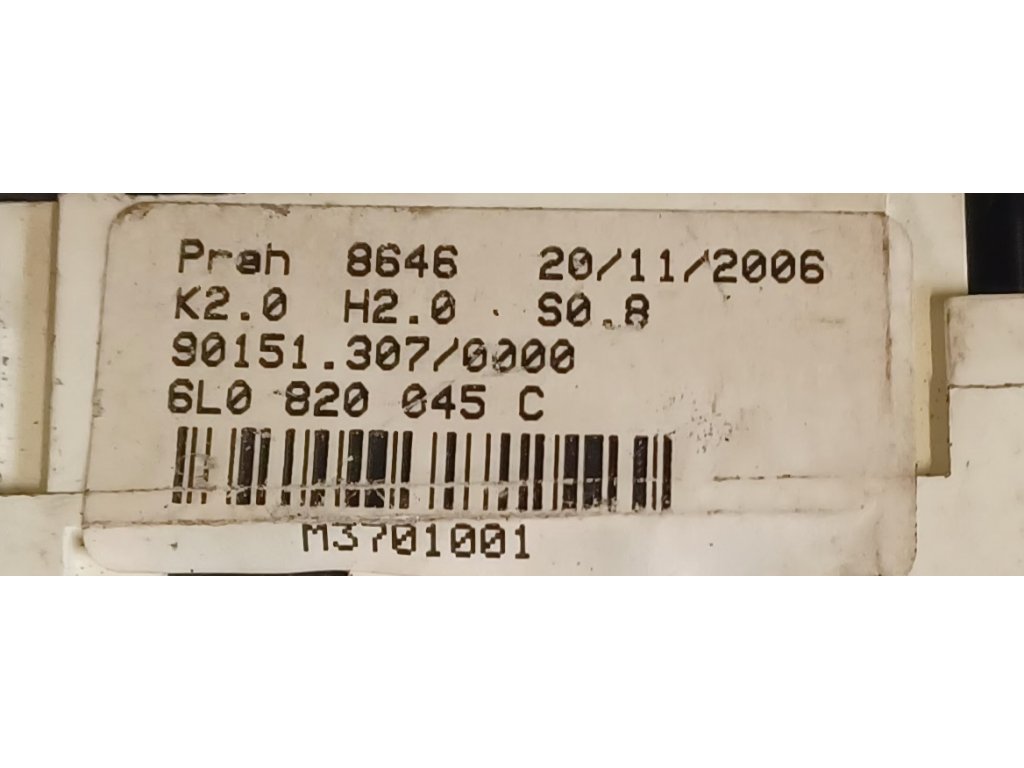 Preh 8646 20/11/2006
K2.0 H2.0 S0.8
90151.307/0000
6L0 820 045 C
M3701001